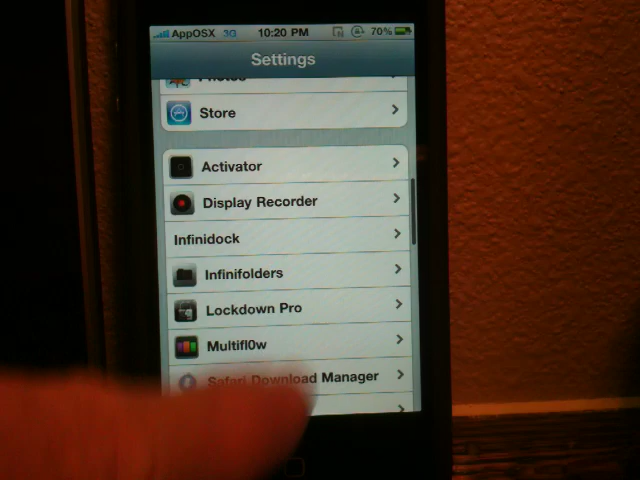 AppOSX 3G 10:20 PM 70%
Settings
Photos
Store
Activator
Display Recorder
Infinidock
Infinifolders
Lockdown Pro
Multifl0w
Safari Download Manager